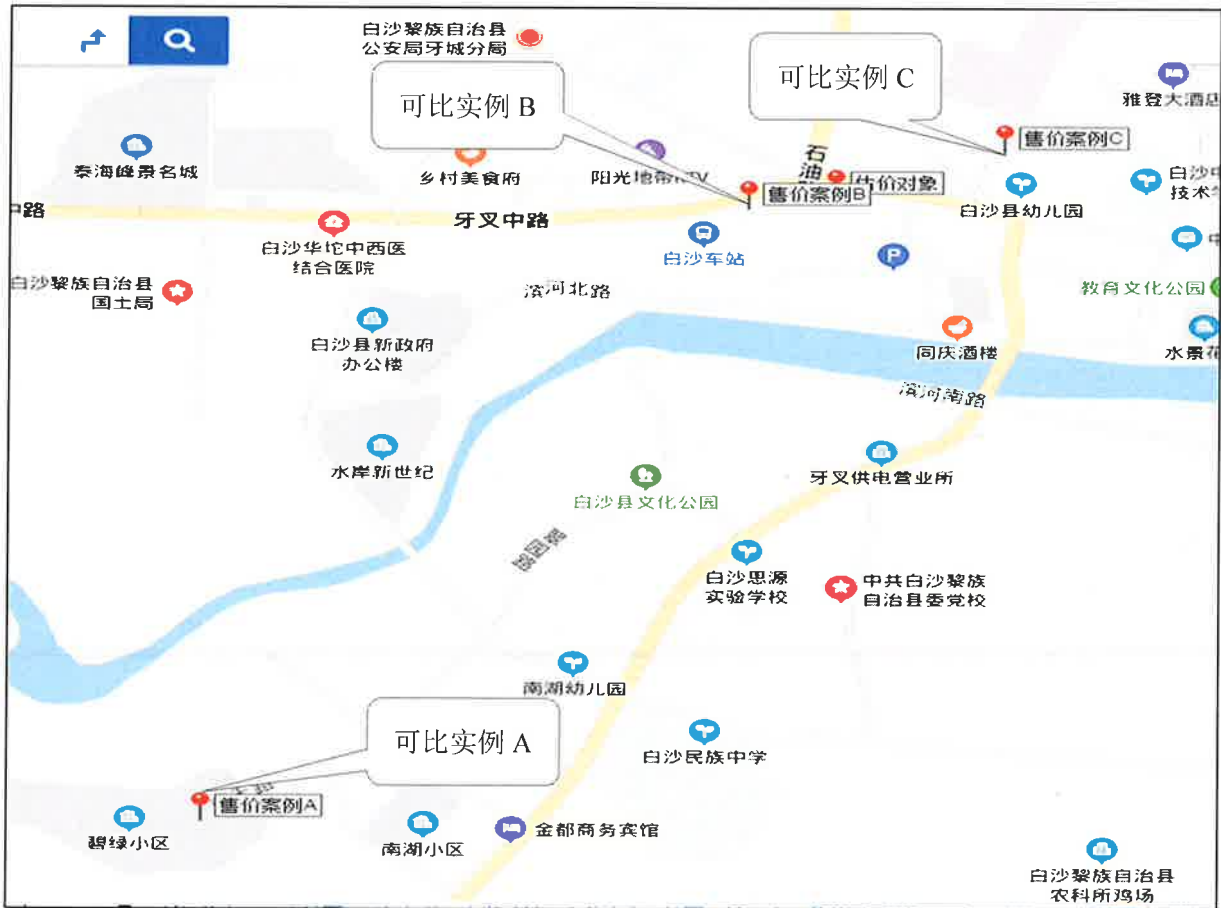 白沙黎族自治县
公安局牙城分局
可比实例 B
可比实例 C
雅登大酒店
售价案例C
泰海峰景名城
乡村美食府
阳光地带KTV
石油
估价对象
售价案例B
白沙县幼儿园
白沙中
技术学
中路
牙叉中路
白沙华坨中西医
结合医院
白沙车站
P
中
白沙黎族自治县
国土局
滨河北路
教育文化公园
白沙县新政府
办公楼
同庆酒楼
水景花
滨河南路
水岸新世纪
牙叉供电营业所
白沙县文化公园
白沙思源
实验学校
中共白沙黎族
自治县委党校
南湖幼儿园
可比实例 A
白沙民族中学
售价案例A
碧绿小区
南湖小区
金都商务宾馆
白沙黎族自治县
农科所鸡场